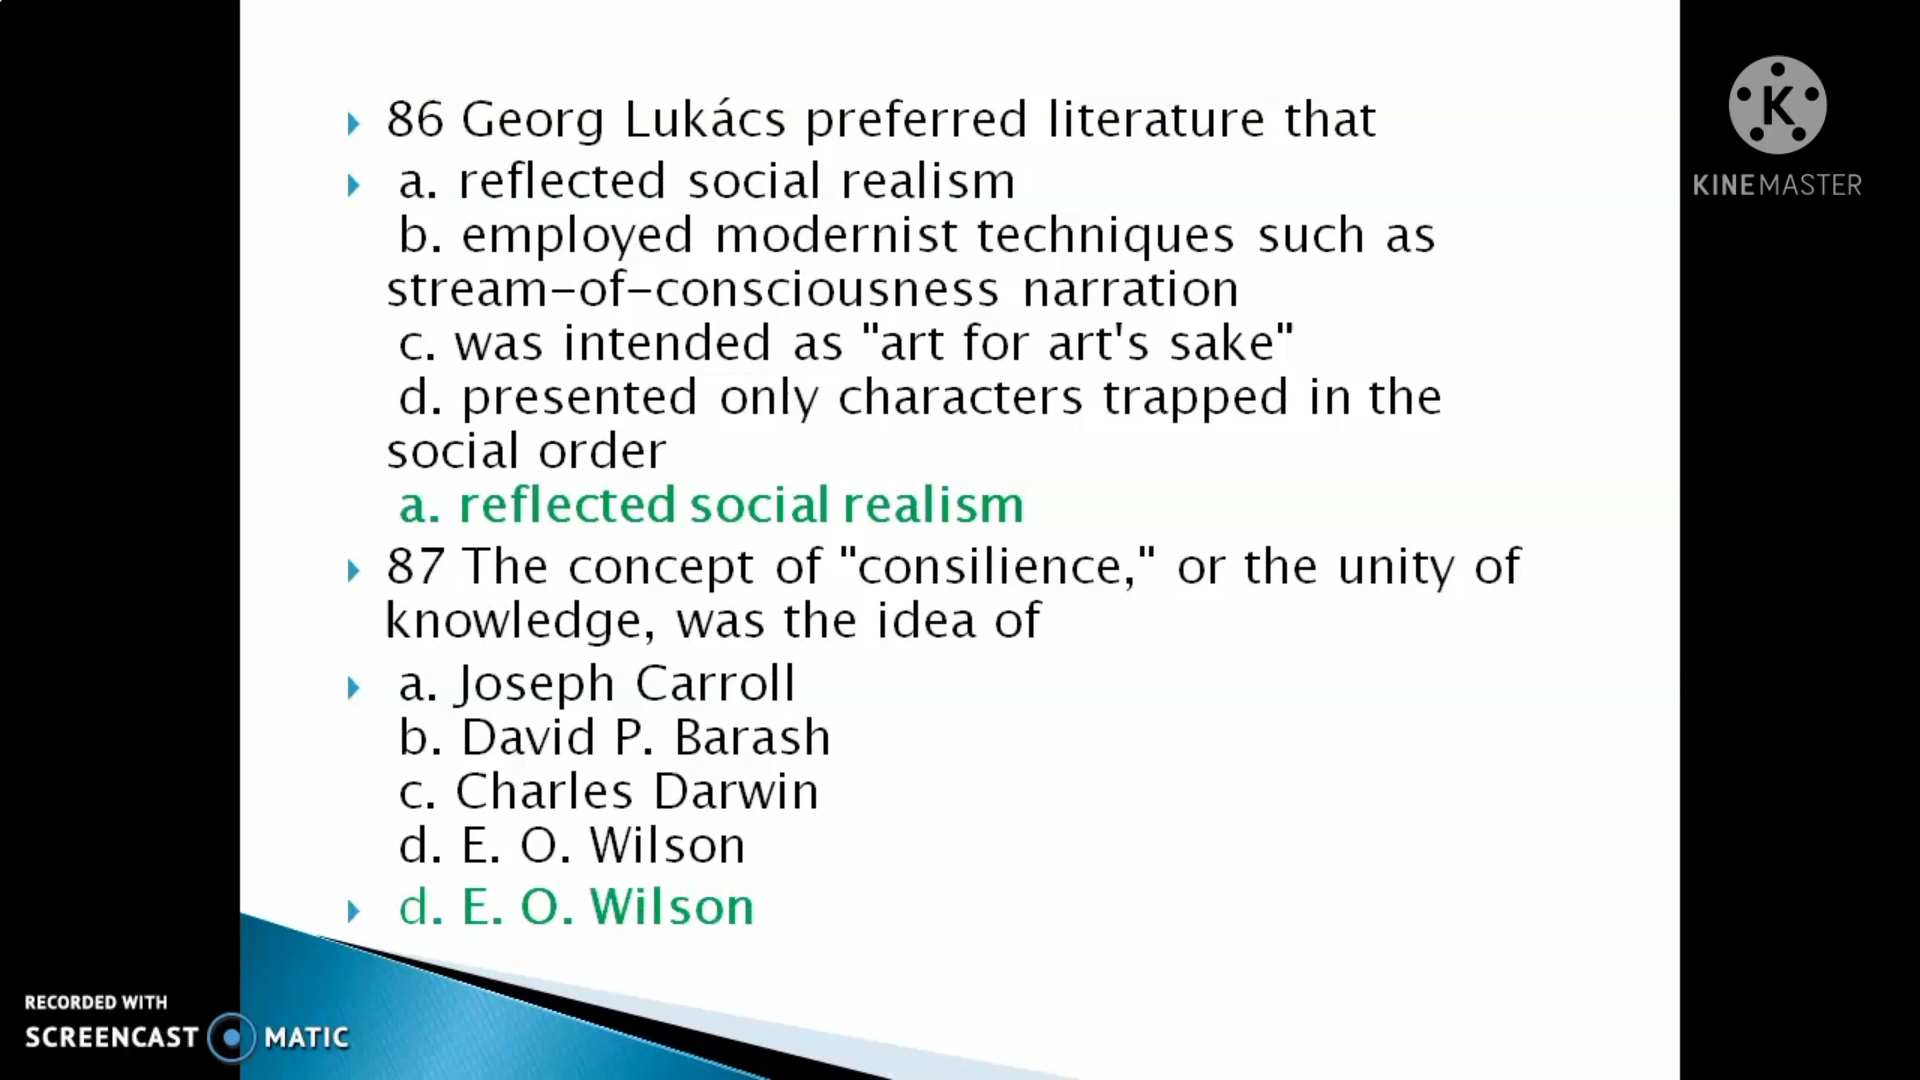 86 Georg Lukács preferred literature that
a. reflected social realism
b. employed modernist techniques such as
stream-of-consciousness narration
c. was intended as "art for art's sake"
d. presented only characters trapped in the
social order
a. reflected social realism
87 The concept of "consilience," or the unity of
knowledge, was the idea of
a. Joseph Carroll
b. David P. Barash
c. Charles Darwin
d. E. O. Wilson
d. E. O. Wilson
K
KINEMASTER
RECORDED WITH
SCREENCAST MATIC